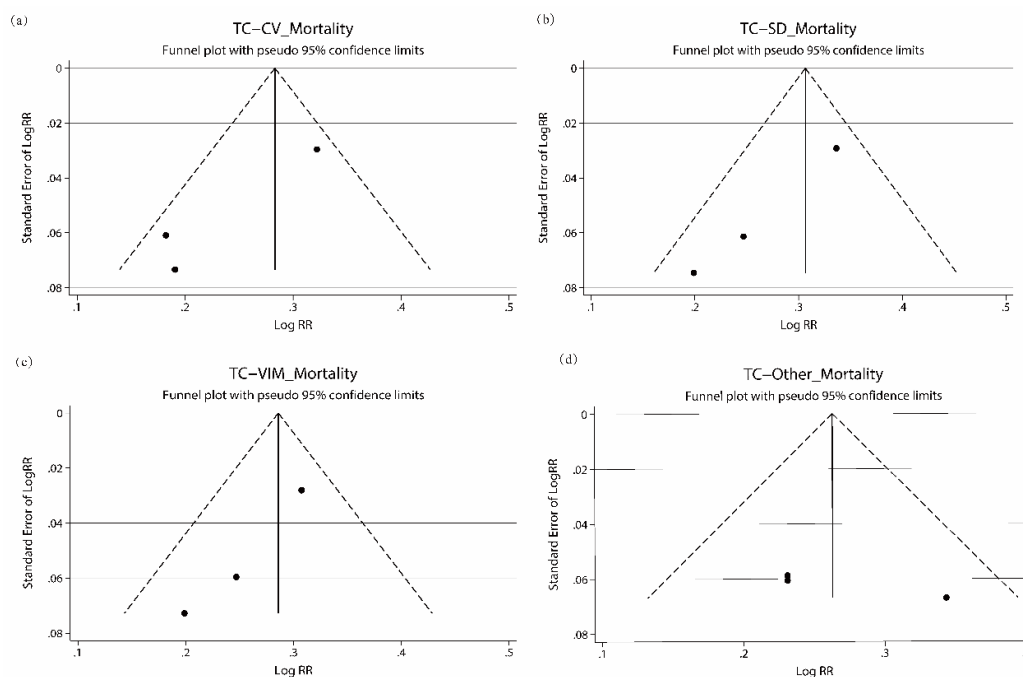 (a)
TC–CV_Mortality
Funnel plot with pseudo 95% confidence limits
Standard Error of LogRR
0
.02
.04
.06
.08
.1
.2
.3
.4
.5
Log RR
(b)
TC–SD_Mortality
Funnel plot with pseudo 95% confidence limits
Standard Error of LogRR
0
.02
.04
.06
.08
.1
.2
.3
.4
.5
Log RR
(c)
TC–VIM_Mortality
Funnel plot with pseudo 95% confidence limits
Standard Error of LogRR
0
.02
.04
.06
.08
.1
.2
.3
.4
.5
Log RR
(d)
TC–Other_Mortality
Funnel plot with pseudo 95% confidence limits
Standard Error of LogRR
0
.02
.04
.06
.08
.1
.2
.3
Log RR